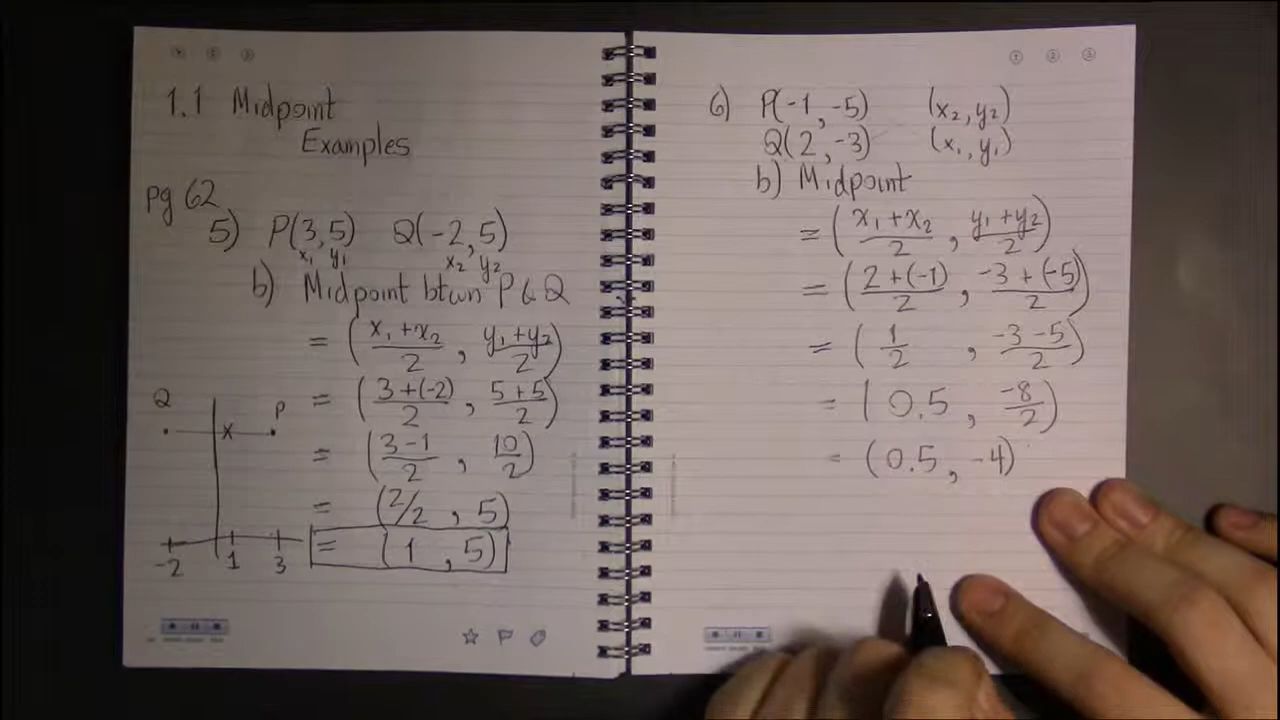 1.1 Midpoint
Examples
pg 62
5) P(3,5) Q(-2,5)
x₁ y₁ x₂ y₂
b) Midpoint btwn P & Q
= (x₁+x₂/2 , y₁+y₂/2)
= (3+(-2)/2 , 5+5/2)
= (3-1/2 , 10/2)
= (2/2 , 5)
= (1 , 5)
Q P
x
-2 1 3
6) P(-1, -5) (x₂, y₂)
Q(2, -3) (x₁, y₁)
b) Midpoint
= (x₁+x₂/2 , y₁+y₂/2)
= (2+(-1)/2 , -3+(-5)/2)
= (1/2 , -3-5/2)
= (0.5 , -8/2)
= (0.5 , -4)